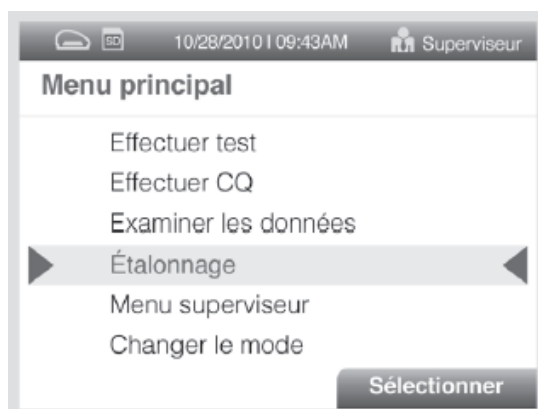 SD 10/28/2010 | 09:43AM Superviseur
Menu principal
Effectuer test
Effectuer CQ
Examiner les données
Étalonnage
Menu superviseur
Changer le mode
Sélectionner